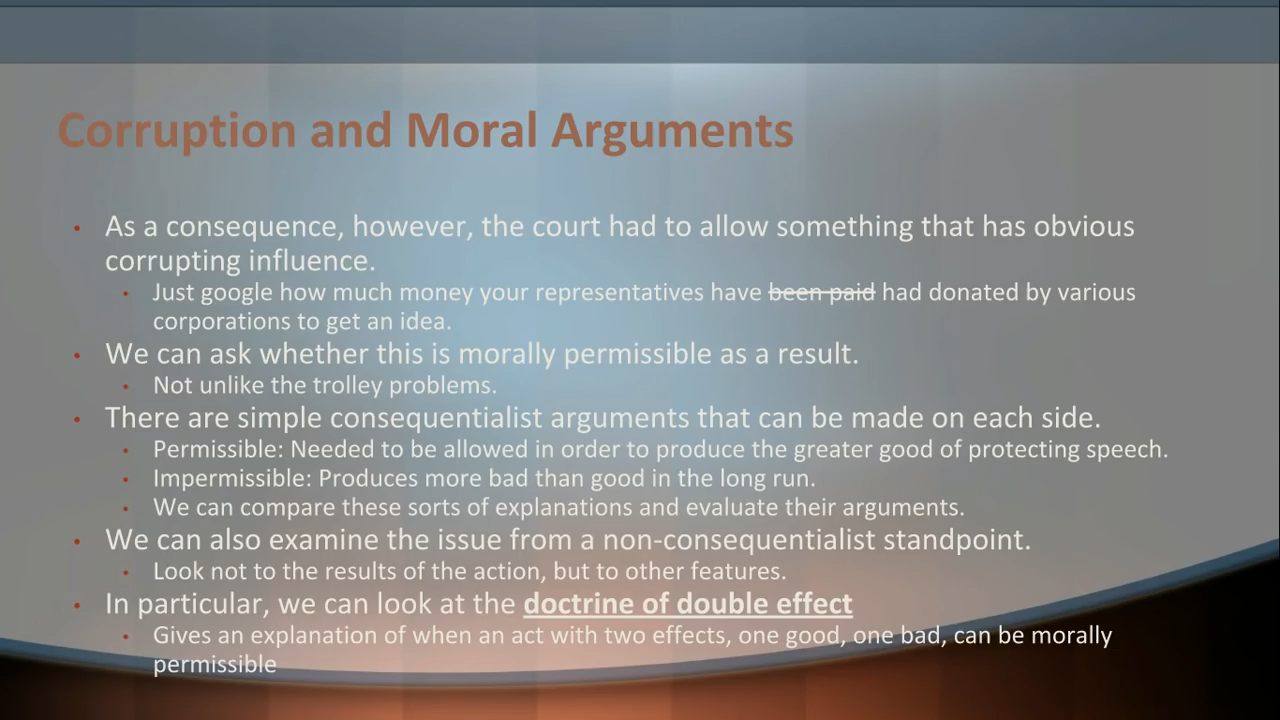 Corruption and Moral Arguments
• As a consequence, however, the court had to allow something that has obvious
corrupting influence.
• Just google how much money your representatives have been paid had donated by various
corporations to get an idea.
• We can ask whether this is morally permissible as a result.
• Not unlike the trolley problems.
• There are simple consequentialist arguments that can be made on each side.
• Permissible: Needed to be allowed in order to produce the greater good of protecting speech.
• Impermissible: Produces more bad than good in the long run.
• We can compare these sorts of explanations and evaluate their arguments.
• We can also examine the issue from a non-consequentialist standpoint.
• Look not to the results of the action, but to other features.
• In particular, we can look at the doctrine of double effect
• Gives an explanation of when an act with two effects, one good, one bad, can be morally
permissible